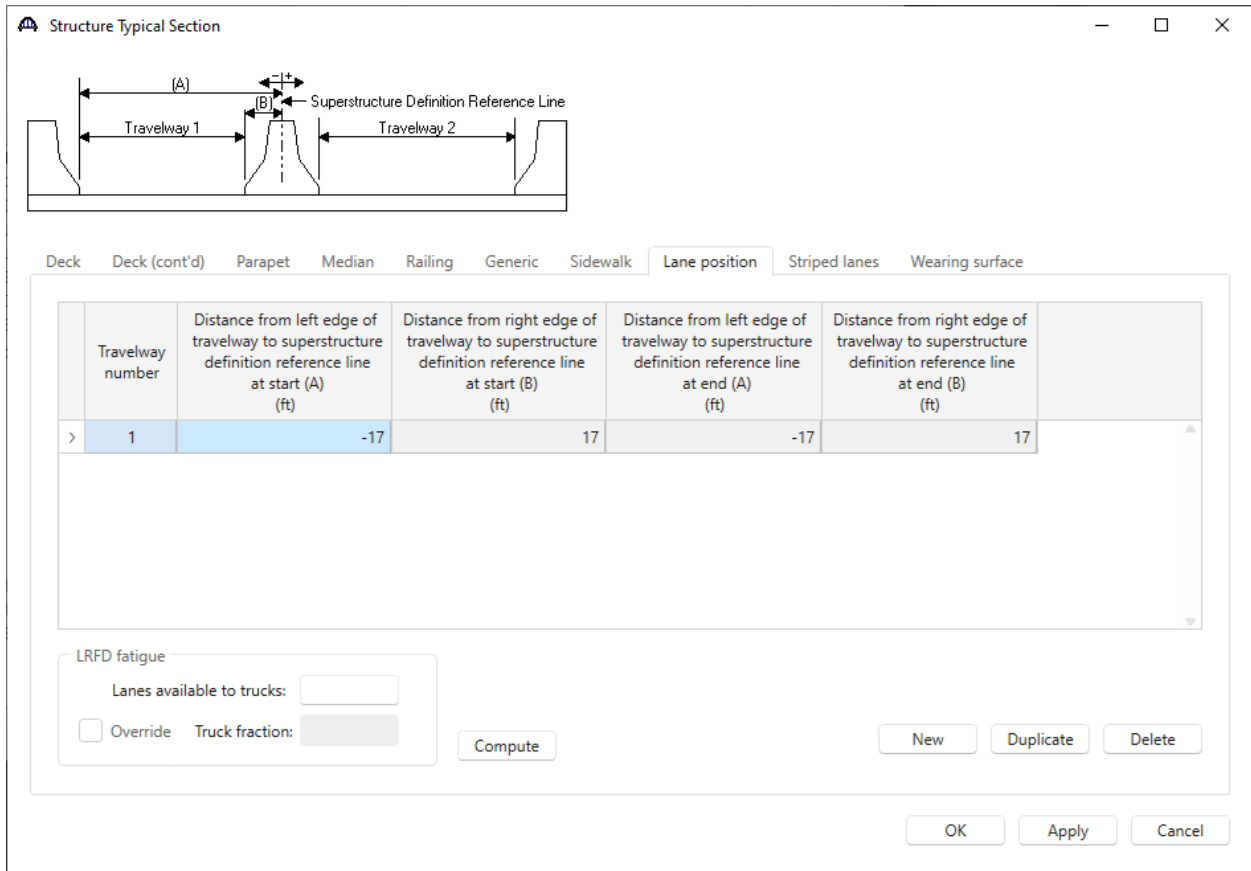 Structure Typical Section
(A)
- +
(B)
Superstructure Definition Reference Line
Travelway 1
Travelway 2
Deck Deck (cont'd) Parapet Median Railing Generic Sidewalk Lane position Striped lanes Wearing surface
Travelway
number
Distance from left edge of
travelway to superstructure
definition reference line
at start (A)
(ft)
Distance from right edge of
travelway to superstructure
definition reference line
at start (B)
(ft)
Distance from left edge of
travelway to superstructure
definition reference line
at end (A)
(ft)
Distance from right edge of
travelway to superstructure
definition reference line
at end (B)
(ft)
1 -17 17 -17 17
LRFD fatigue
Lanes available to trucks:
Override Truck fraction:
Compute
New Duplicate Delete
OK Apply Cancel